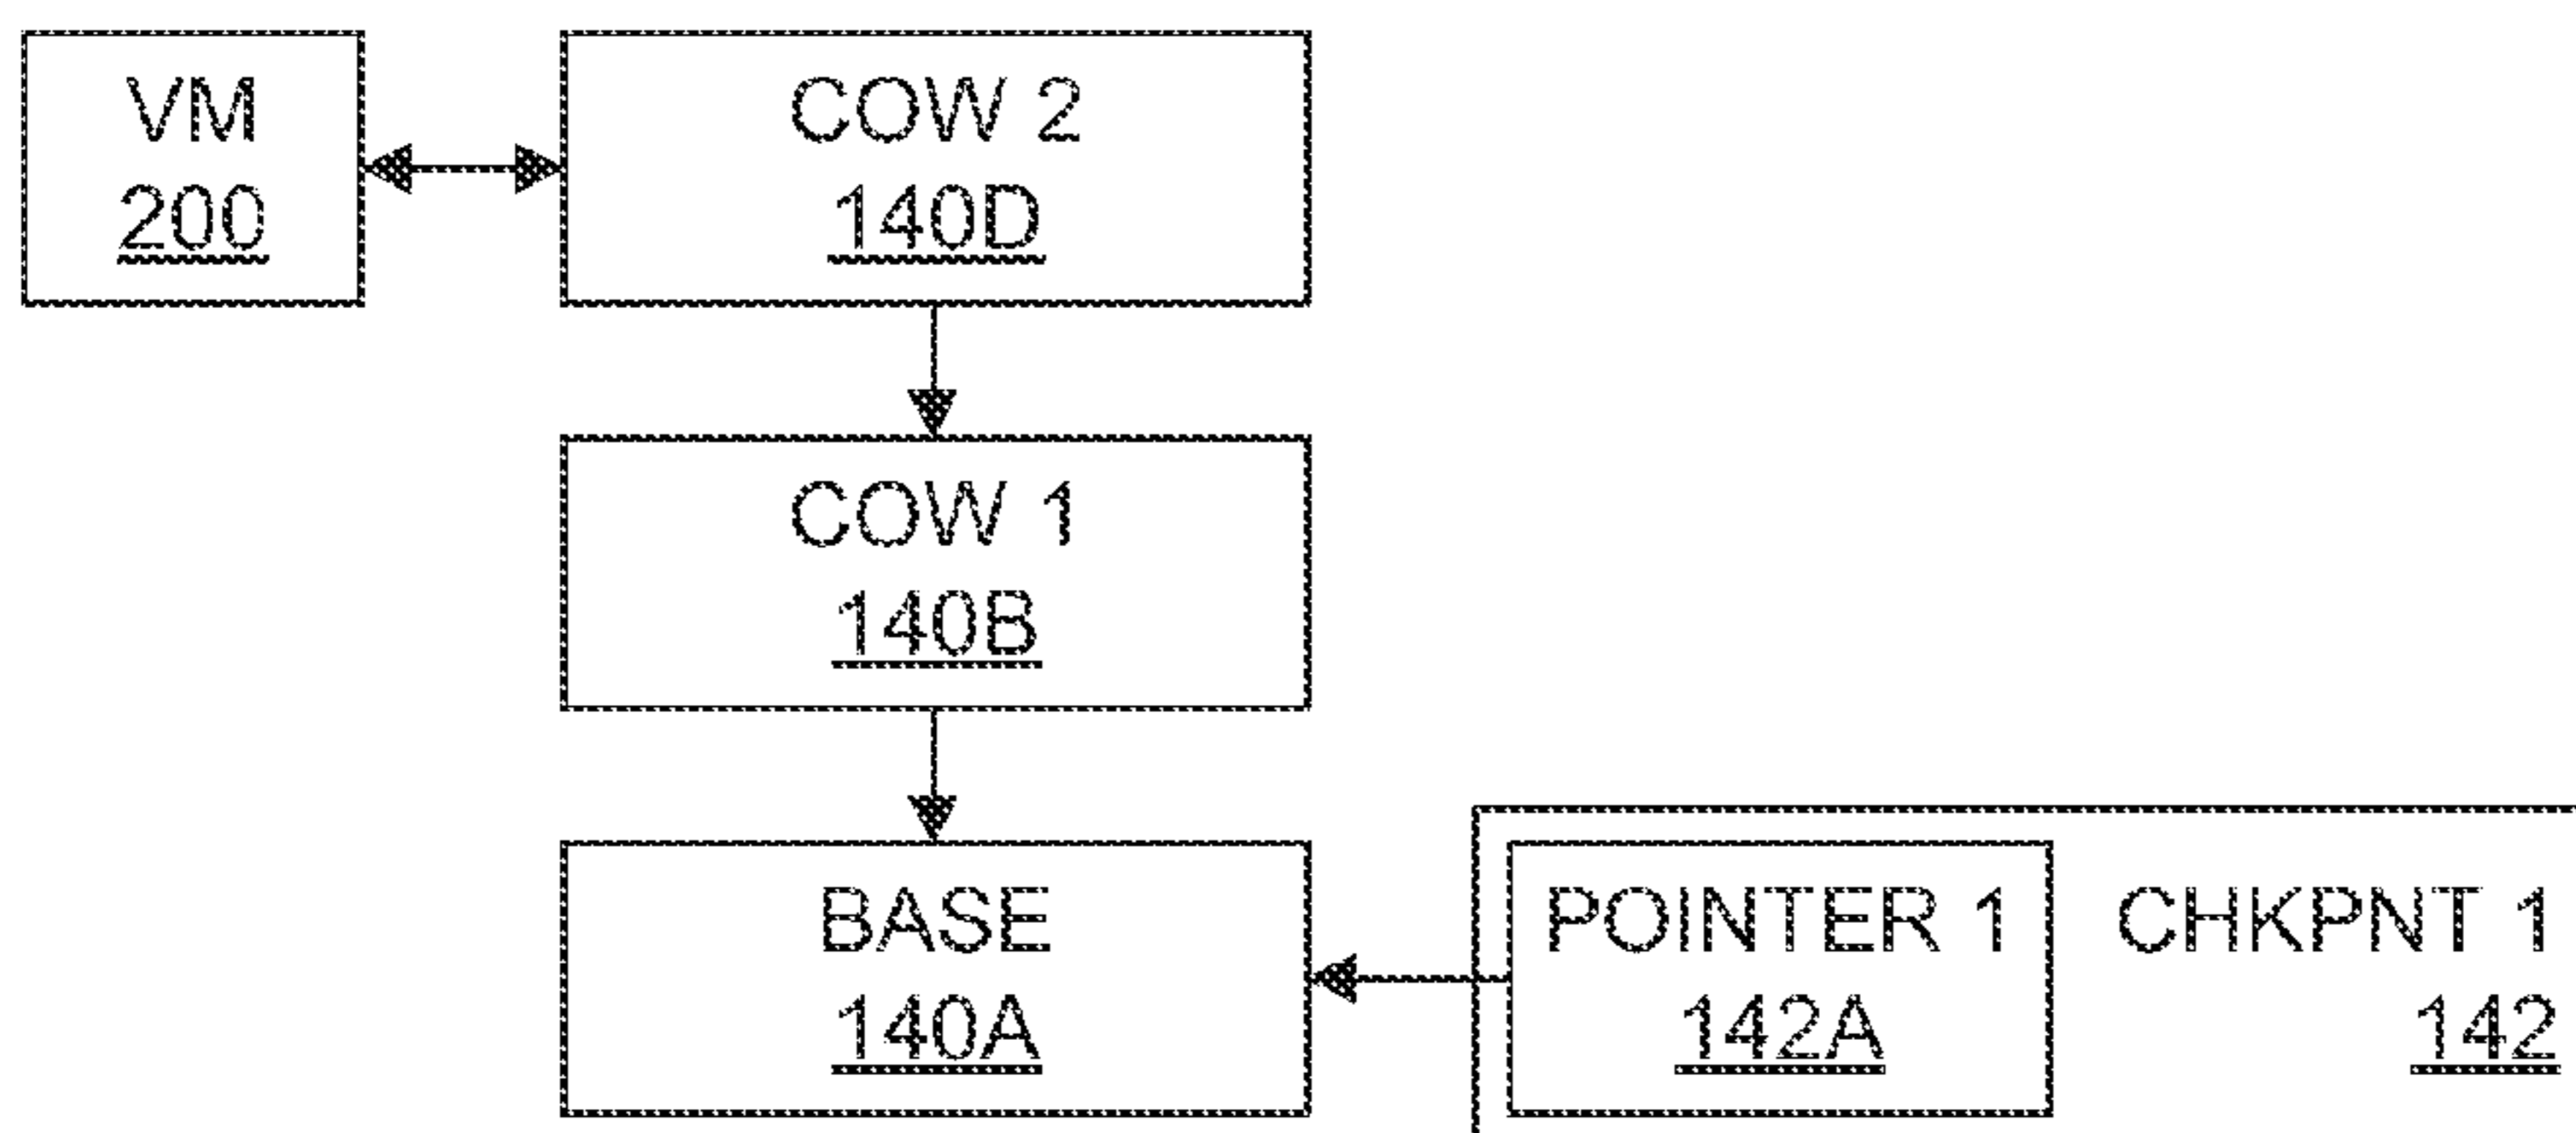 VM
200
COW 2
140D
COW 1
140B
BASE
140A
POINTER 1
142A
CHKPNT 1
142